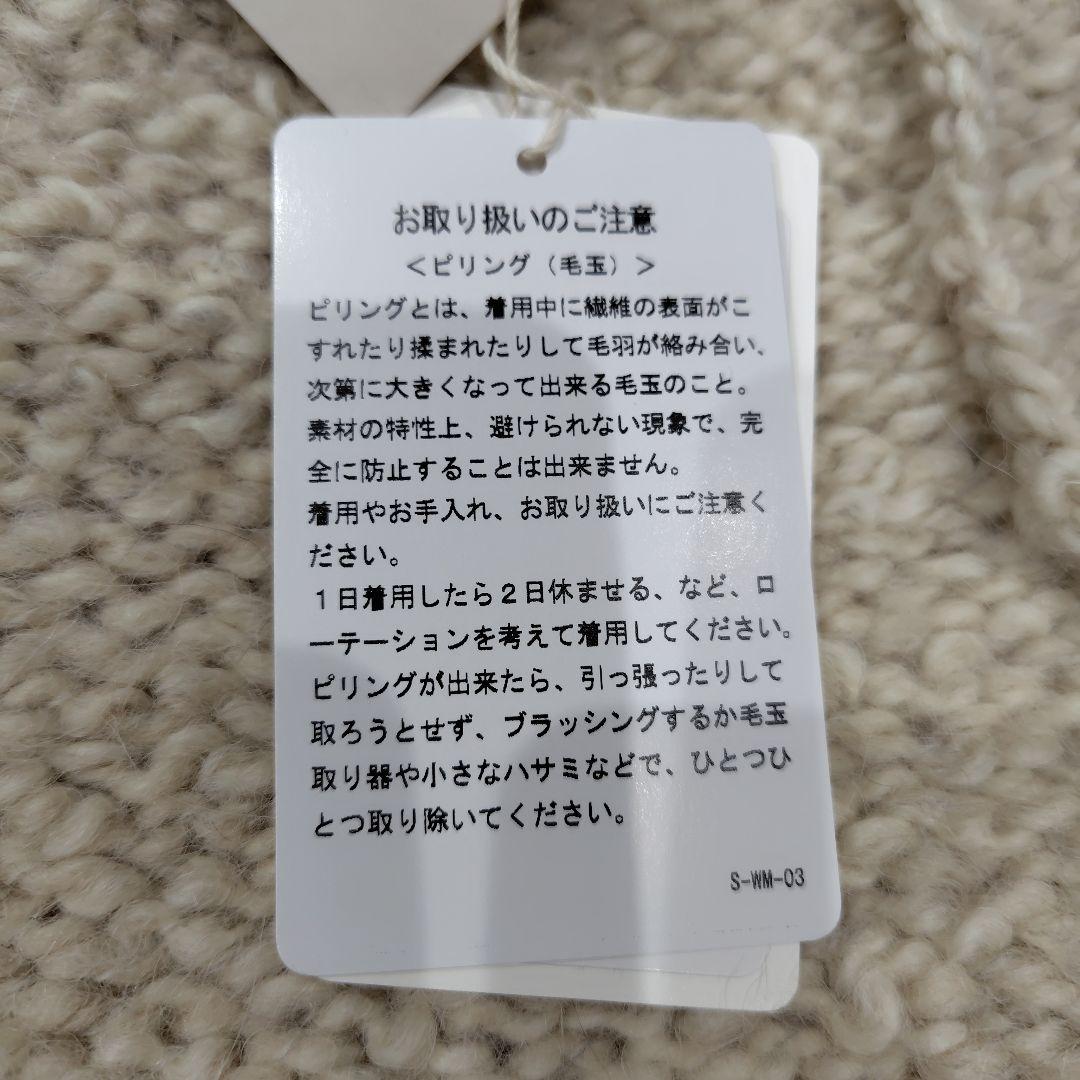 お取り扱いのご注意
＜ピリング（毛玉）＞
ピリングとは、着用中に繊維の表面がこ
すれたり揉まれたりして毛羽が絡み合い、
次第に大きくなって出来る毛玉のこと。
素材の特性上、避けられない現象で、完
全に防止することは出来ません。
着用やお手入れ、お取り扱いにご注意く
ださい。
１日着用したら２日休ませる、など、ロ
ーテーションを考えて着用してください。
ピリングが出来たら、引っ張ったりして
取ろうとせず、ブラッシングするか毛玉
取り器や小さなハサミなどで、ひとつひ
とつ取り除いてください。
S-WM-03